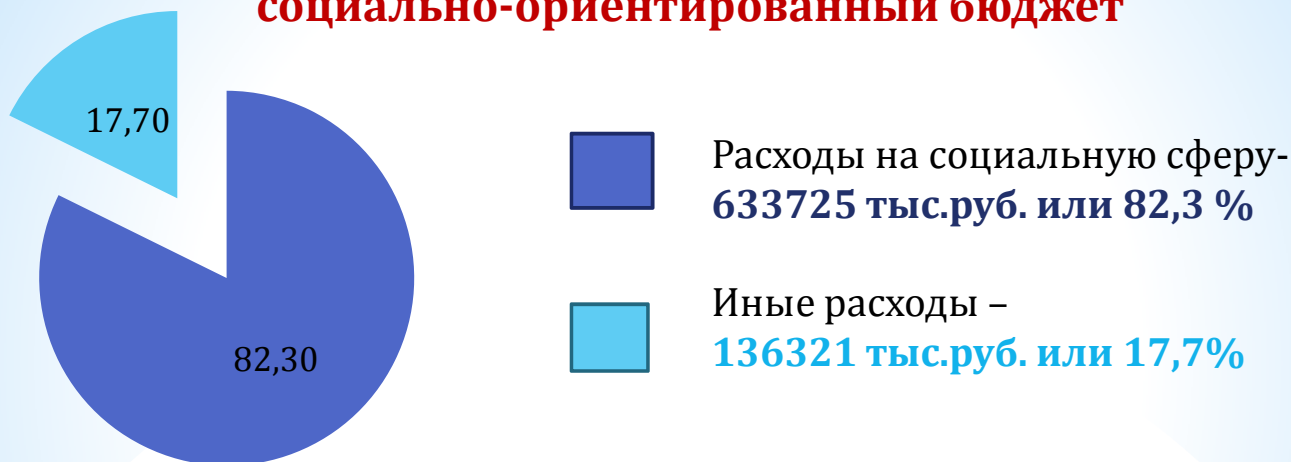 социально-ориентированный бюджет
17,70
82,30
Расходы на социальную сферу-
633725 тыс.руб. или 82,3 %
Иные расходы –
136321 тыс.руб. или 17,7%